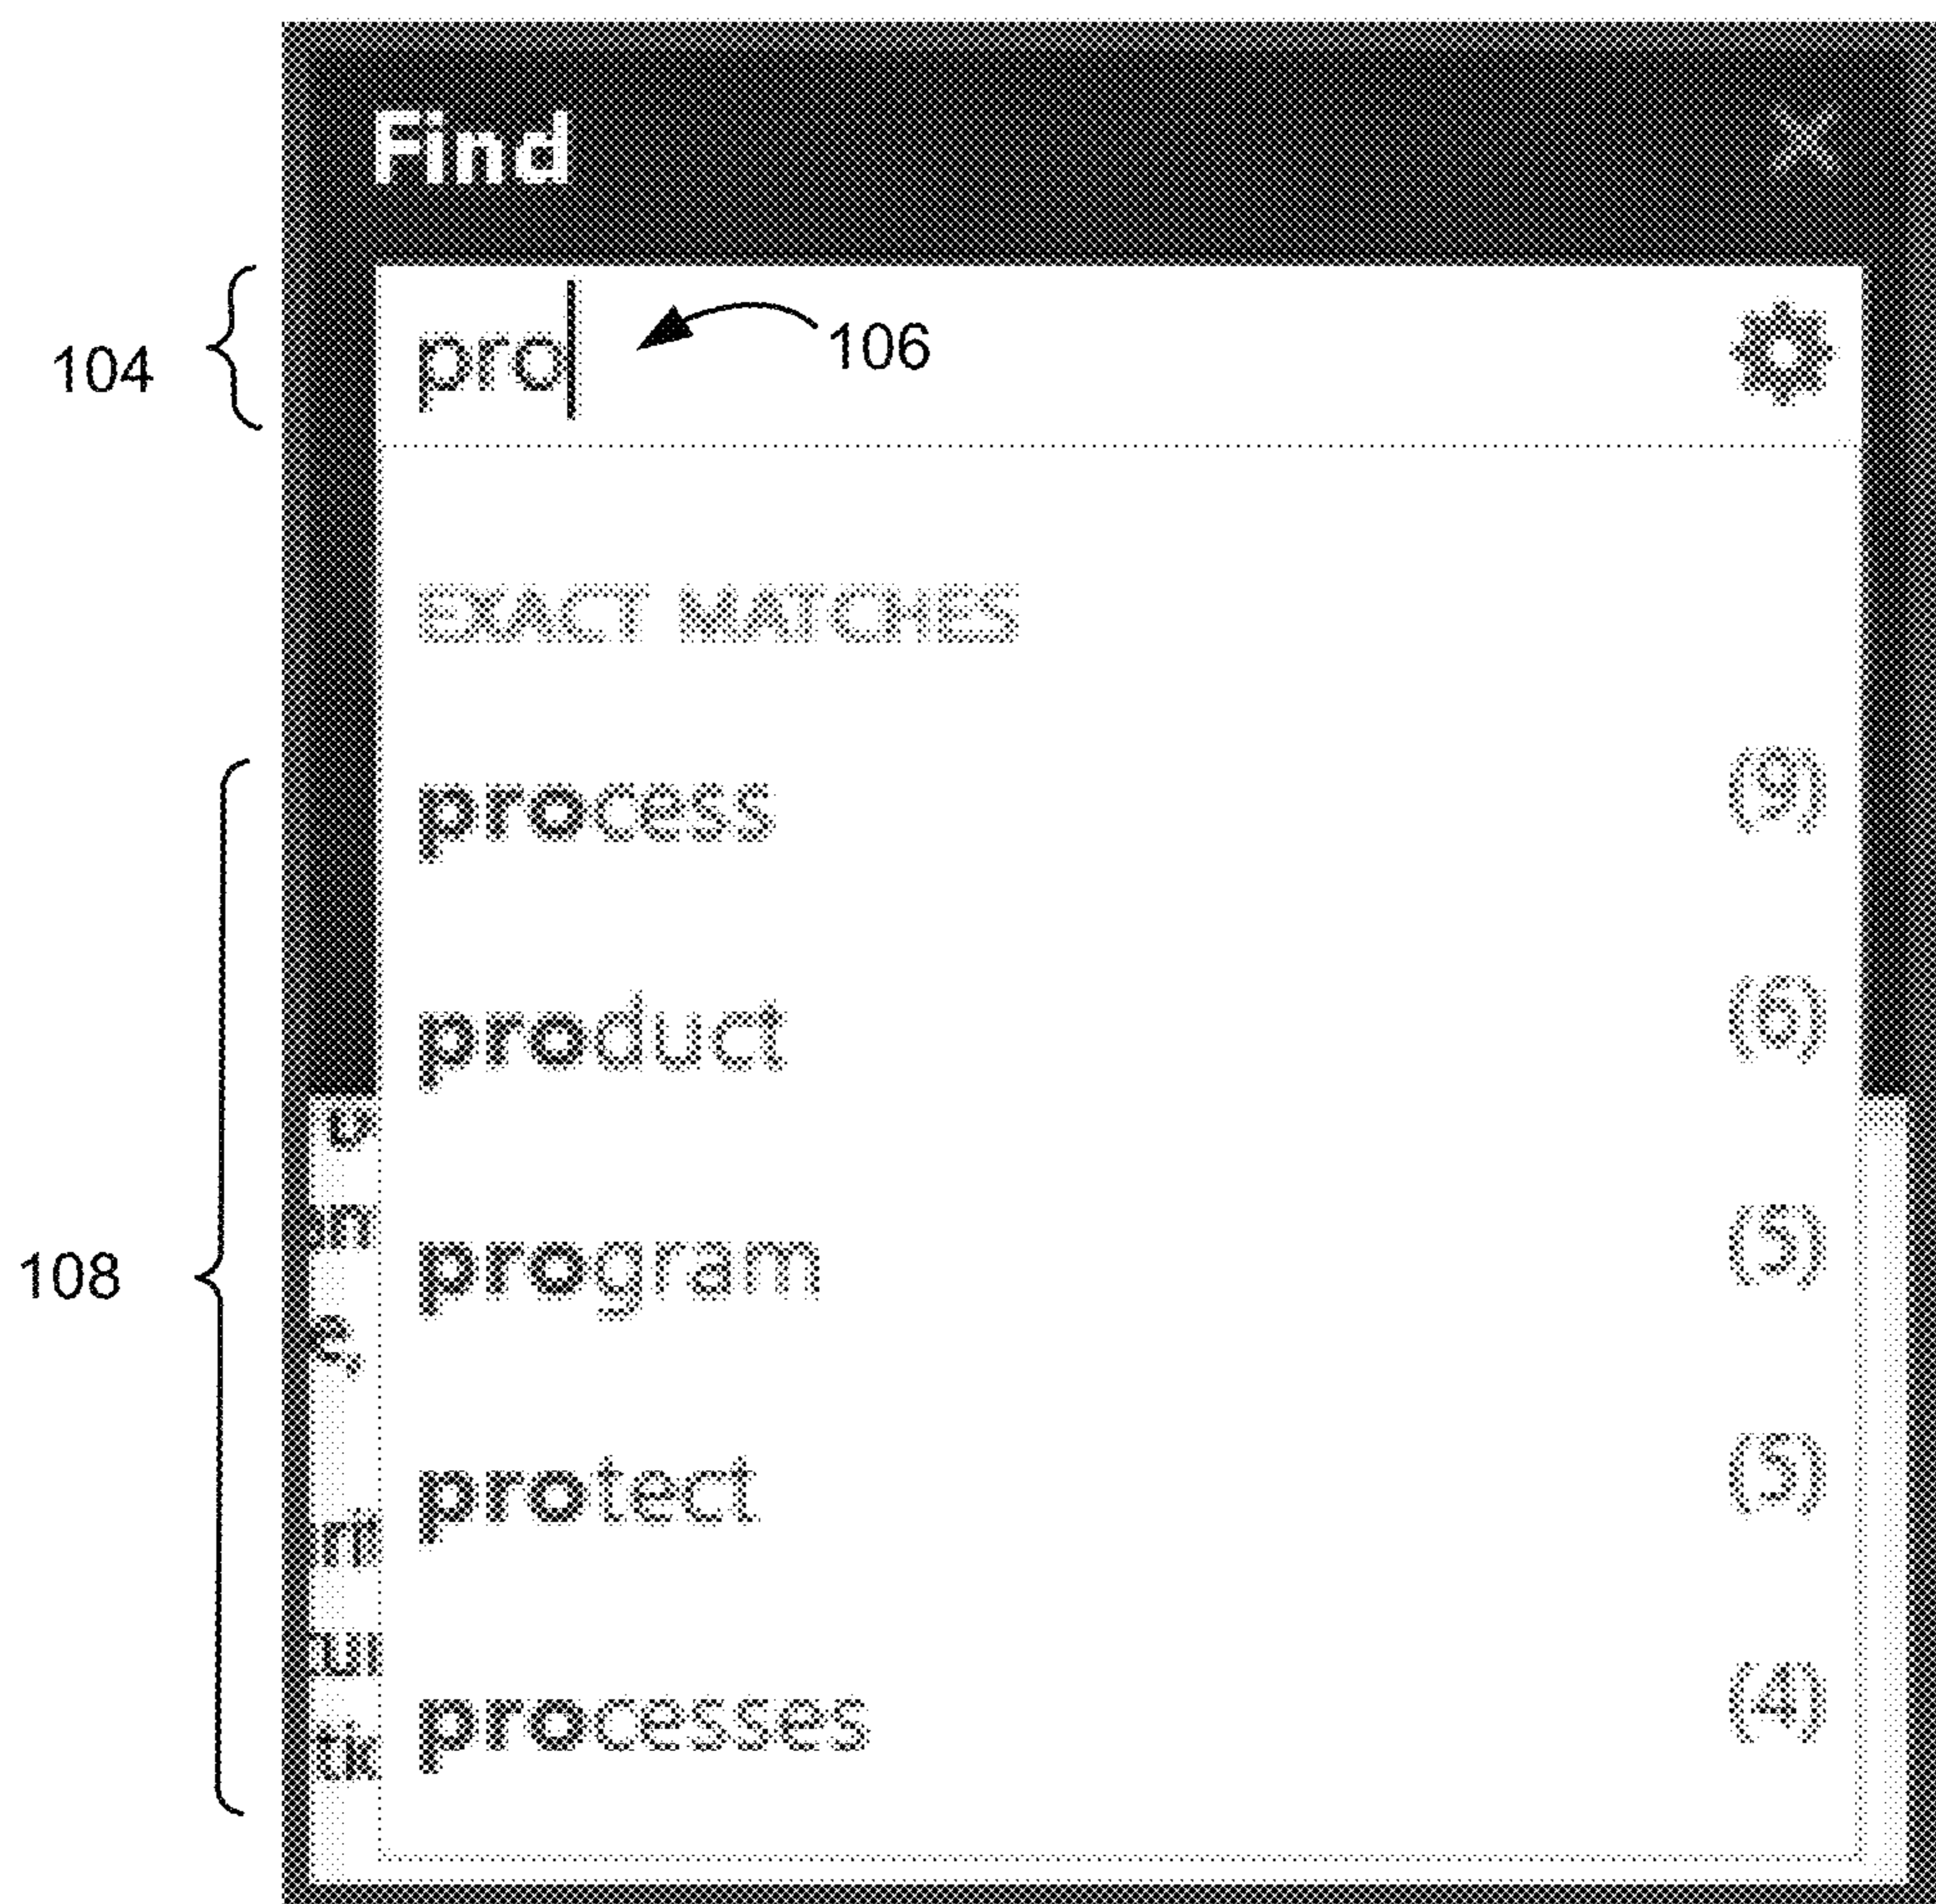 Find ×
104 pro 106
EXACT MATCHES
process (9)
product (6)
program (5)
108
protect (5)
processes (4)